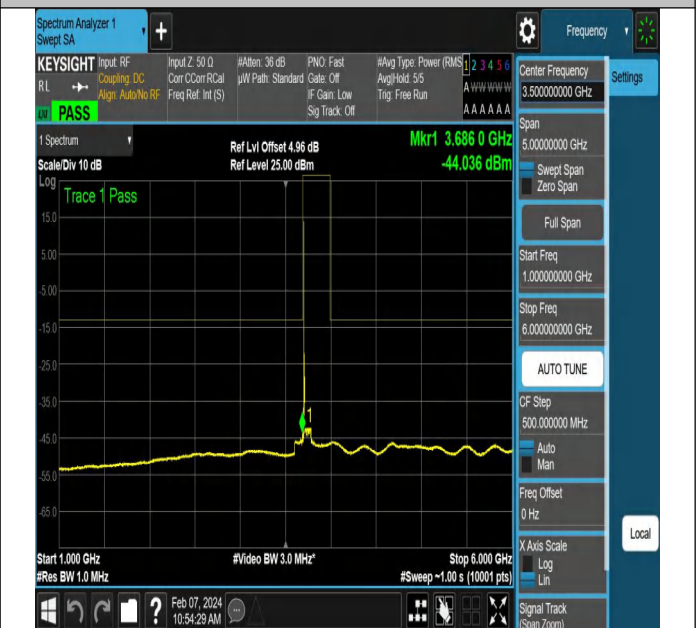 Spectrum Analyzer 1
Swept SA
+
Frequency
KEYSIGHT
RL
PASS
Input: RF
Coupling: DC
Align: Auto/No RF
Input Z: 50 Ω
Corr CCorr RCal
Freq Ref: Int (S)
#Atten: 36 dB
µW Path: Standard
PNO: Fast
Gate: Off
IF Gain: Low
Sig Track: Off
#Avg Type: Power (RMS
Avg|Hold: 5/5
Trig: Free Run
1 2 3 4 5 6
A W W W W W
A A A A A A
1 Spectrum
Scale/Div 10 dB
Ref Lvl Offset 4.96 dB
Ref Level 25.00 dBm
Mkr1 3.686 0 GHz
-44.036 dBm
Log
Trace 1 Pass
15.0
5.00
-5.00
-15.0
-25.0
-35.0
-45.0
-55.0
-65.0
1
Start 1.000 GHz
#Res BW 1.0 MHz
#Video BW 3.0 MHz*
Stop 6.000 GHz
#Sweep ~1.00 s (10001 pts)
?
Feb 07, 2024
10:54:29 AM
Center Frequency
3.500000000 GHz
Settings
Span
5.00000000 GHz
Swept Span
Zero Span
Full Span
Start Freq
1.000000000 GHz
Stop Freq
6.000000000 GHz
AUTO TUNE
CF Step
500.000000 MHz
Auto
Man
Freq Offset
0 Hz
X Axis Scale
Log
Lin
Local
Signal Track
(Span Zoom)